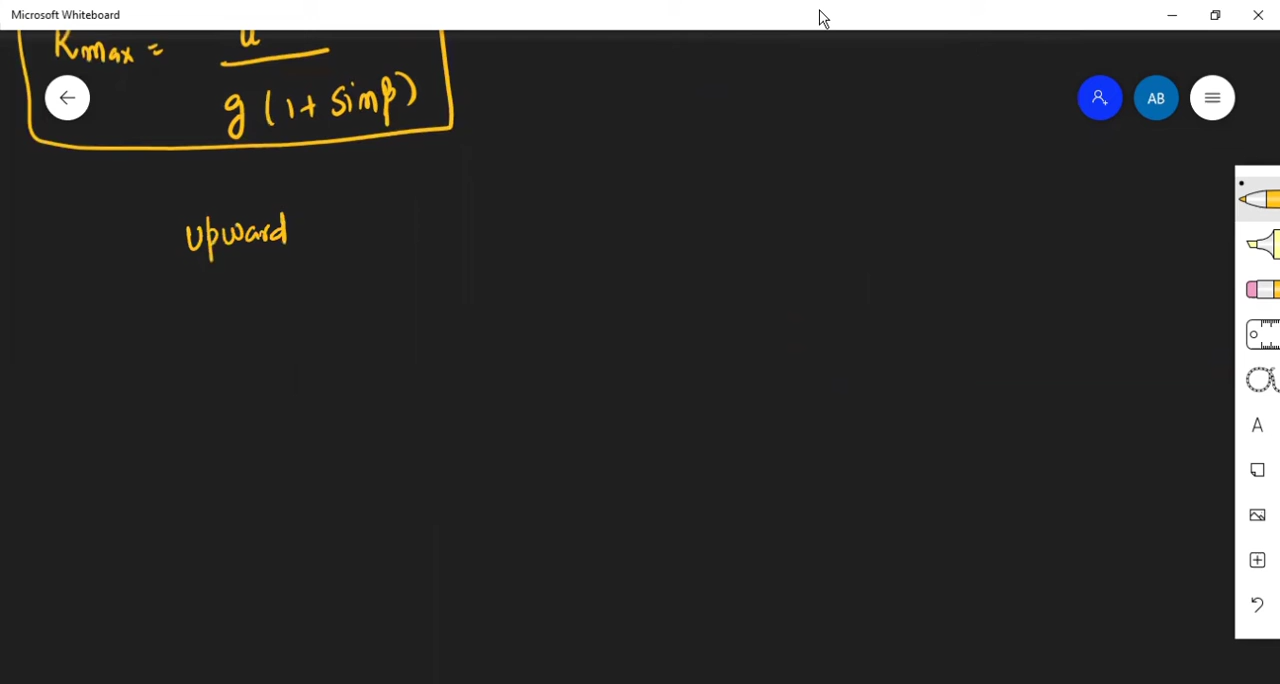 Microsoft Whiteboard
Rmax = u
g (1 + sinβ)
AB
upward
A